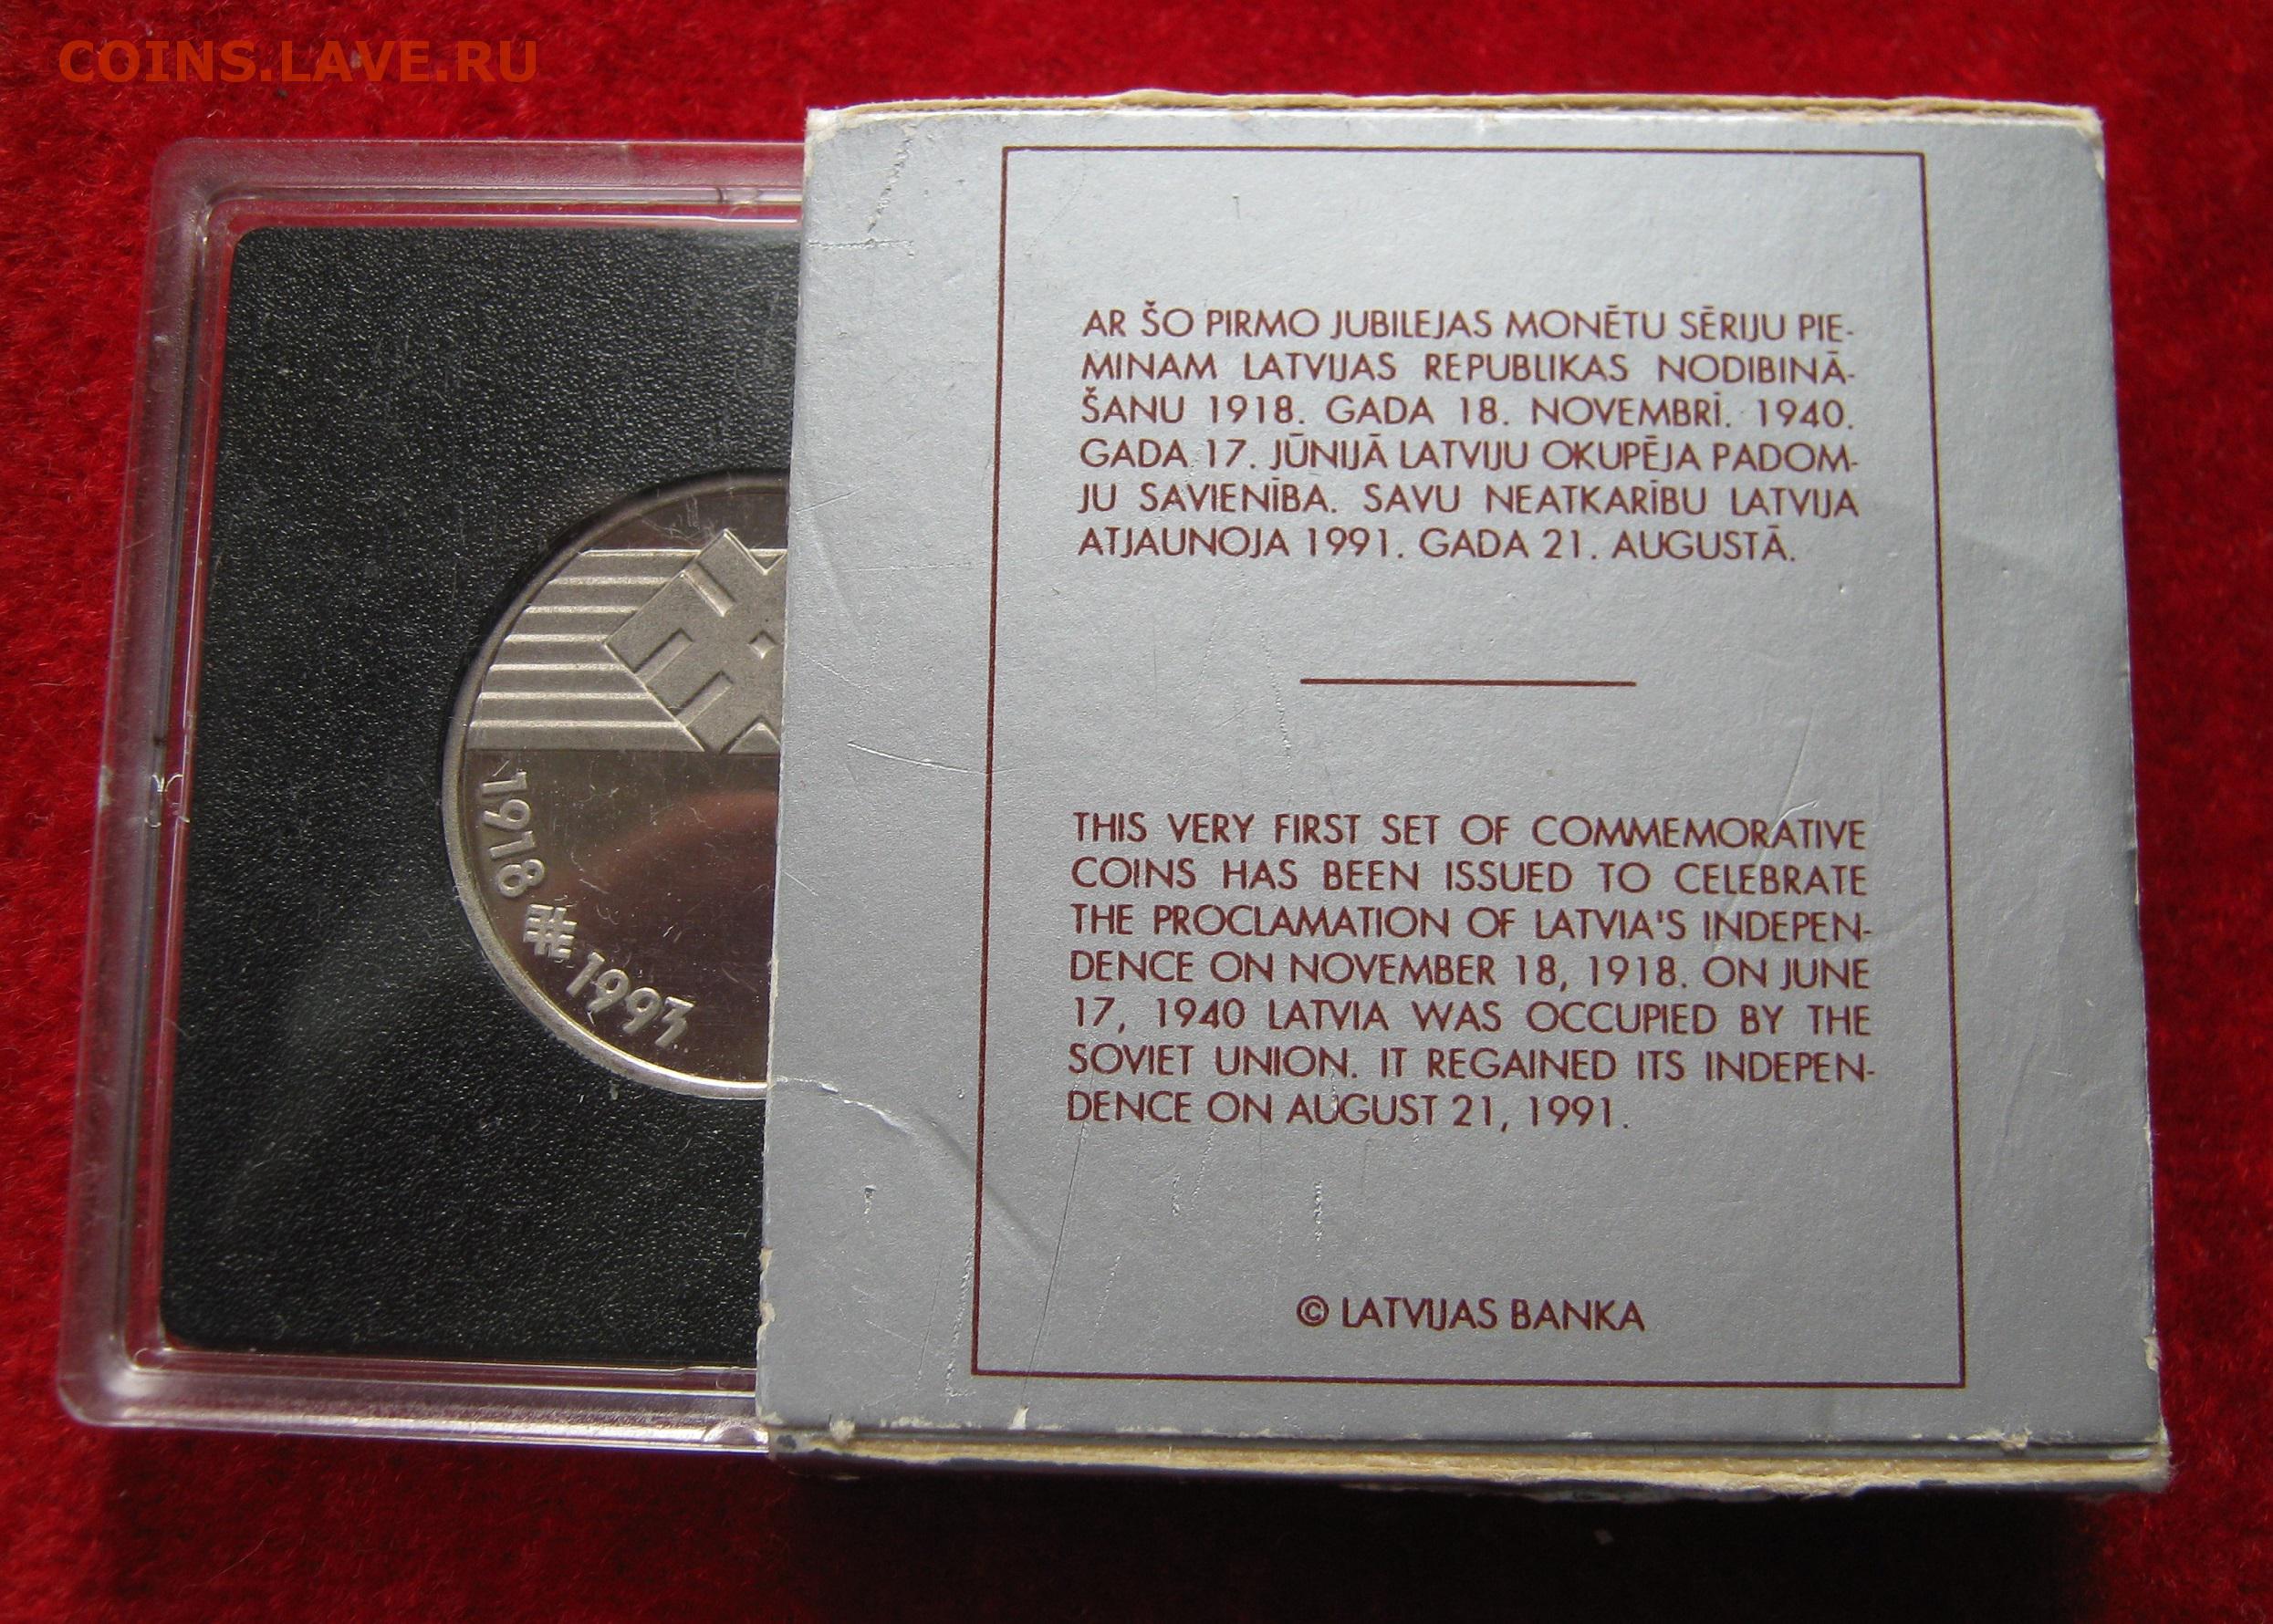 COINS.LAVE.RU
AR ŠO PIRMO JUBILEJAS MONĒTU SĒRIJU PIE-
MINAM LATVIJAS REPUBLIKAS NODIBINĀ-
ŠANU 1918. GADA 18. NOVEMBRĪ. 1940.
GADA 17. JŪNIJĀ LATVIJU OKUPĒJA PADOM-
JU SAVIENĪBA. SAVU NEATKARĪBU LATVIJA
ATJAUNOJA 1991. GADA 21. AUGUSTĀ.
THIS VERY FIRST SET OF COMMEMORATIVE
COINS HAS BEEN ISSUED TO CELEBRATE
THE PROCLAMATION OF LATVIA'S INDEPEN-
DENCE ON NOVEMBER 18, 1918. ON JUNE
17, 1940 LATVIA WAS OCCUPIED BY THE
SOVIET UNION. IT REGAINED ITS INDEPEN-
DENCE ON AUGUST 21, 1991.
© LATVIJAS BANKA
1918 1993